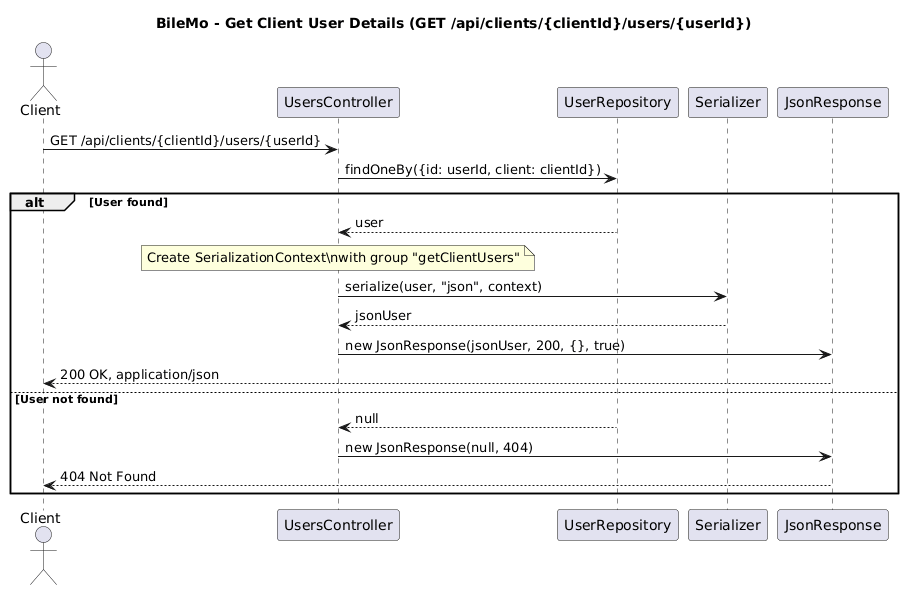 BileMo - Get Client User Details (GET /api/clients/{clientId}/users/{userId})
Client
UsersController
UserRepository
Serializer
JsonResponse
GET /api/clients/{clientId}/users/{userId}
findOneBy({id: userId, client: clientId})
alt
[User found]
user
Create SerializationContext\nwith group "getClientUsers"
serialize(user, "json", context)
jsonUser
new JsonResponse(jsonUser, 200, {}, true)
200 OK, application/json
[User not found]
null
new JsonResponse(null, 404)
404 Not Found
Client
UsersController
UserRepository
Serializer
JsonResponse